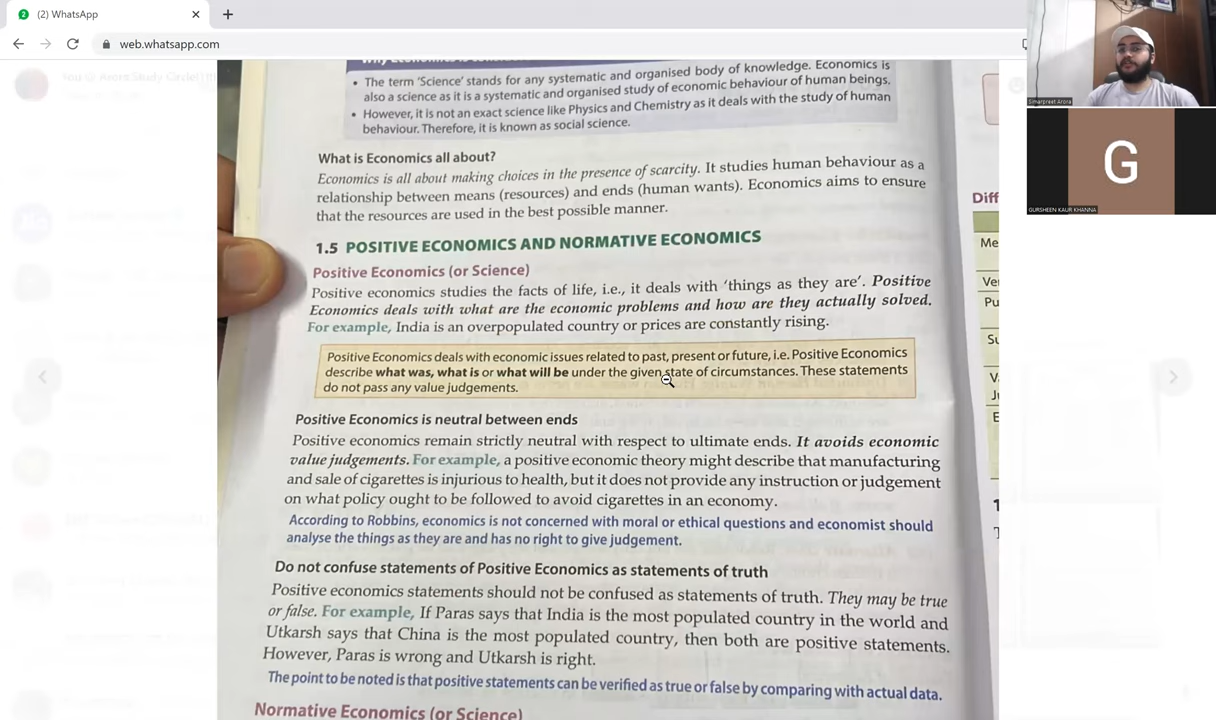 2
(2) WhatsApp
web.whatsapp.com
• The term 'Science' stands for any systematic and organised body of knowledge. Economics is
also a science as it is a systematic and organised study of economic behaviour of human beings.
• However, it is not an exact science like Physics and Chemistry as it deals with the study of human
behaviour. Therefore, it is known as social science.
What is Economics all about?
Economics is all about making choices in the presence of scarcity. It studies human behaviour as a
relationship between means (resources) and ends (human wants). Economics aims to ensure
that the resources are used in the best possible manner.
1.5 POSITIVE ECONOMICS AND NORMATIVE ECONOMICS
Positive Economics (or Science)
Positive economics studies the facts of life, i.e., it deals with 'things as they are'. Positive
Economics deals with what are the economic problems and how are they actually solved.
For example, India is an overpopulated country or prices are constantly rising.
Positive Economics deals with economic issues related to past, present or future, i.e. Positive Economics
describe what was, what is or what will be under the given state of circumstances. These statements
do not pass any value judgements.
Positive Economics is neutral between ends
Positive economics remain strictly neutral with respect to ultimate ends. It avoids economic
value judgements. For example, a positive economic theory might describe that manufacturing
and sale of cigarettes is injurious to health, but it does not provide any instruction or judgement
on what policy ought to be followed to avoid cigarettes in an economy.
According to Robbins, economics is not concerned with moral or ethical questions and economist should
analyse the things as they are and has no right to give judgement.
Do not confuse statements of Positive Economics as statements of truth
Positive economics statements should not be confused as statements of truth. They may be true
or false. For example, If Paras says that India is the most populated country in the world and
Utkarsh says that China is the most populated country, then both are positive statements.
However, Paras is wrong and Utkarsh is right.
The point to be noted is that positive statements can be verified as true or false by comparing with actual data.
Normative Economics (or Science)
Diff
Me
Ve
Pu
Su
V
J
E
Simarpreet Arora
G
GURSHEEN KAUR KHANNA